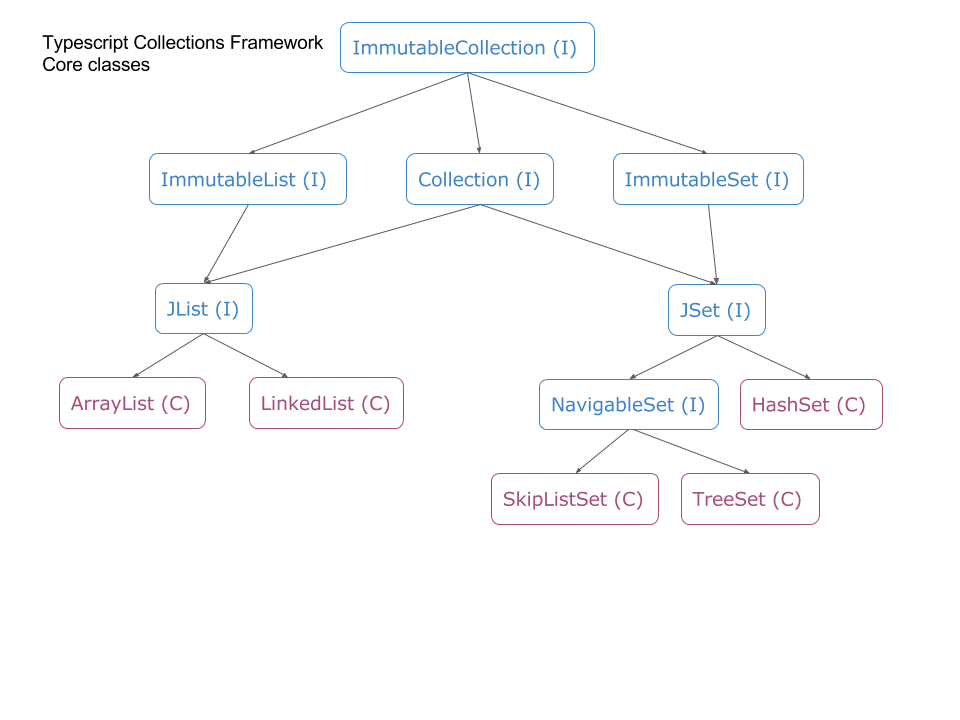 Typescript Collections Framework
Core classes
ImmutableCollection (I)
ImmutableList (I)
Collection (I)
ImmutableSet (I)
JList (I)
JSet (I)
ArrayList (C)
LinkedList (C)
NavigableSet (I)
HashSet (C)
SkipListSet (C)
TreeSet (C)